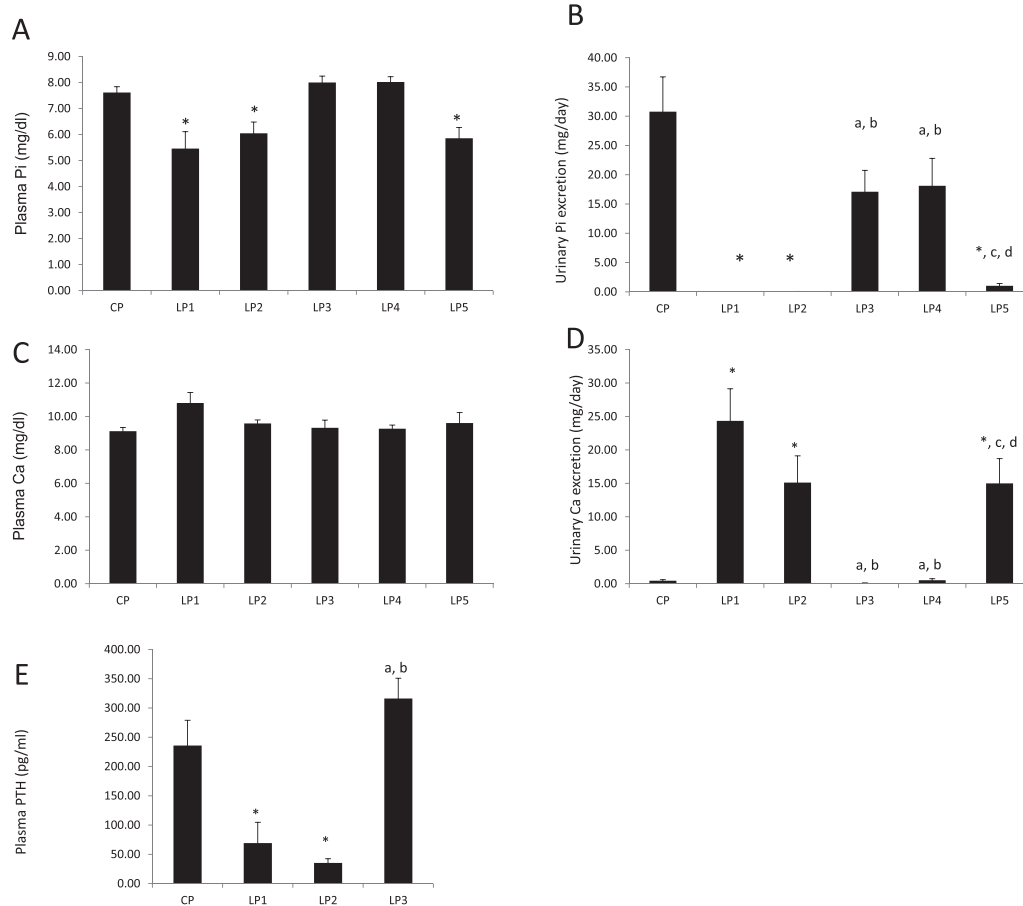 A
Plasma Pi (mg/dl)
9.00
8.00
7.00
6.00
5.00
4.00
3.00
2.00
1.00
0.00
*
*
*
CP LP1 LP2 LP3 LP4 LP5
B
Urinary Pi excretion (mg/day)
40.00
35.00
30.00
25.00
20.00
15.00
10.00
5.00
0.00
a, b a, b
* * *, c, d
CP LP1 LP2 LP3 LP4 LP5
C
Plasma Ca (mg/dl)
14.00
12.00
10.00
8.00
6.00
4.00
2.00
0.00
CP LP1 LP2 LP3 LP4 LP5
D
Urinary Ca excretion (mg/day)
35.00
30.00
25.00
20.00
15.00
10.00
5.00
0.00
*
*
*, c, d
a, b a, b
CP LP1 LP2 LP3 LP4 LP5
E
Plasma PTH (pg/ml)
400.00
350.00
300.00
250.00
200.00
150.00
100.00
50.00
0.00
a, b
*
*
CP LP1 LP2 LP3